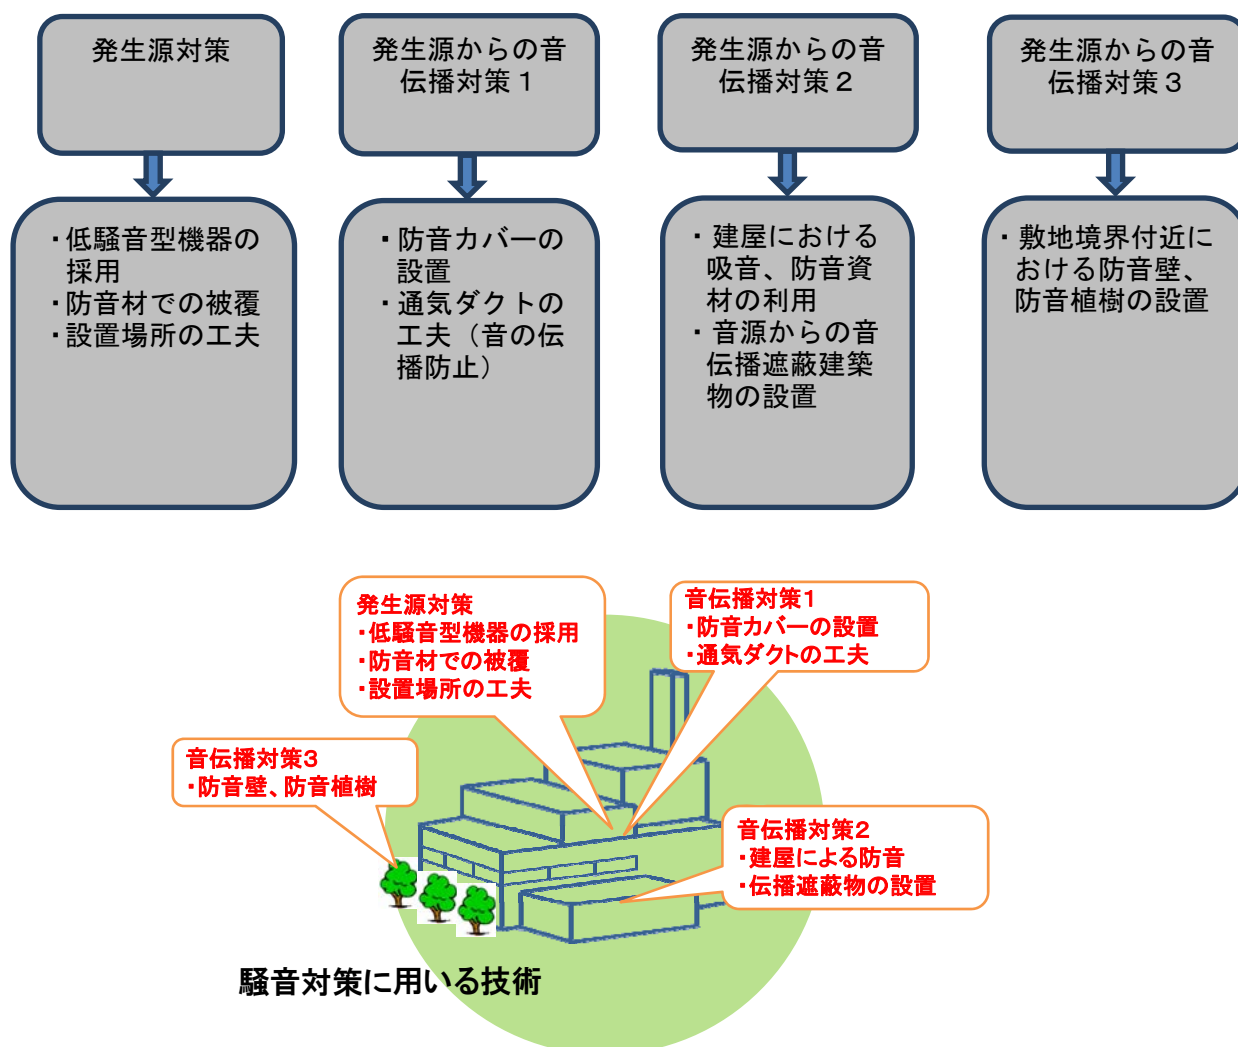 発生源対策
発生源からの音
伝播対策１
発生源からの音
伝播対策２
発生源からの音
伝播対策３
・低騒音型機器の
採用
・防音材での被覆
・設置場所の工夫
・防音カバーの
設置
・通気ダクトの
工夫（音の伝
播防止）
・建屋における
吸音、防音資
材の利用
・音源からの音
伝播遮蔽建築
物の設置
・敷地境界付近に
おける防音壁、
防音植樹の設置
発生源対策
・低騒音型機器の採用
・防音材での被覆
・設置場所の工夫
音伝播対策1
・防音カバーの設置
・通気ダクトの工夫
音伝播対策3
・防音壁、防音植樹
音伝播対策2
・建屋による防音
・伝播遮蔽物の設置
騒音対策に用いる技術